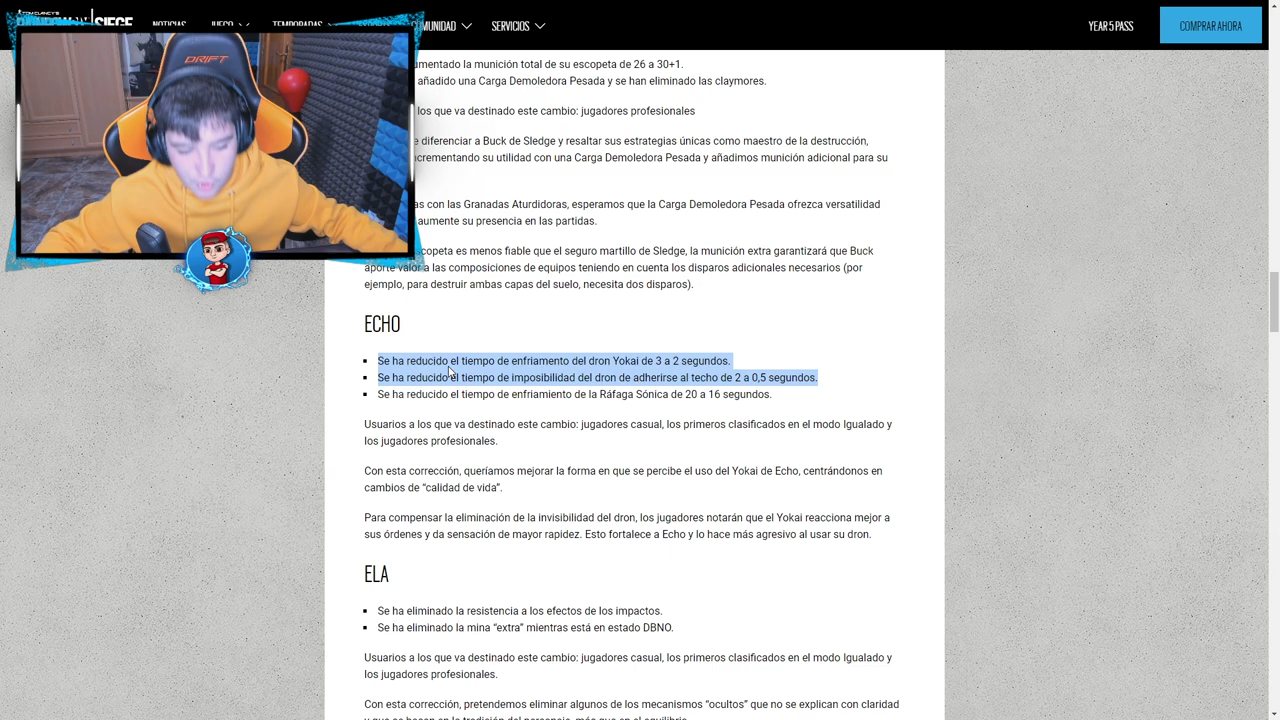 TOM CLANCY'S
SIEGE
NOTICIAS JUEGO TEMPORADAS COMUNIDAD SERVICIOS YEAR 5 PASS COMPRAR AHORA
DRIFT
umentado la munición total de su escopeta de 26 a 30+1.
añadido una Carga Demoledora Pesada y se han eliminado las claymores.
los que va destinado este cambio: jugadores profesionales
e diferenciar a Buck de Sledge y resaltar sus estrategias únicas como maestro de la destrucción,
ncrementando su utilidad con una Carga Demoledora Pesada y añadimos munición adicional para su
as con las Granadas Aturdidoras, esperamos que la Carga Demoledora Pesada ofrezca versatilidad
aumente su presencia en las partidas.
copeta es menos fiable que el seguro martillo de Sledge, la munición extra garantizará que Buck
aporte valor a las composiciones de equipos teniendo en cuenta los disparos adicionales necesarios (por
ejemplo, para destruir ambas capas del suelo, necesita dos disparos).
ECHO
Se ha reducido el tiempo de enfriamento del dron Yokai de 3 a 2 segundos.
Se ha reducido el tiempo de imposibilidad del dron de adherirse al techo de 2 a 0,5 segundos.
Se ha reducido el tiempo de enfriamiento de la Ráfaga Sónica de 20 a 16 segundos.
Usuarios a los que va destinado este cambio: jugadores casual, los primeros clasificados en el modo Igualado y
los jugadores profesionales.
Con esta corrección, queríamos mejorar la forma en que se percibe el uso del Yokai de Echo, centrándonos en
cambios de “calidad de vida”.
Para compensar la eliminación de la invisibilidad del dron, los jugadores notarán que el Yokai reacciona mejor a
sus órdenes y da sensación de mayor rapidez. Esto fortalece a Echo y lo hace más agresivo al usar su dron.
ELA
Se ha eliminado la resistencia a los efectos de los impactos.
Se ha eliminado la mina “extra” mientras está en estado DBNO.
Usuarios a los que va destinado este cambio: jugadores casual, los primeros clasificados en el modo Igualado y
los jugadores profesionales.
Con esta corrección, pretendemos eliminar algunos de los mecanismos “ocultos” que no se explican con claridad